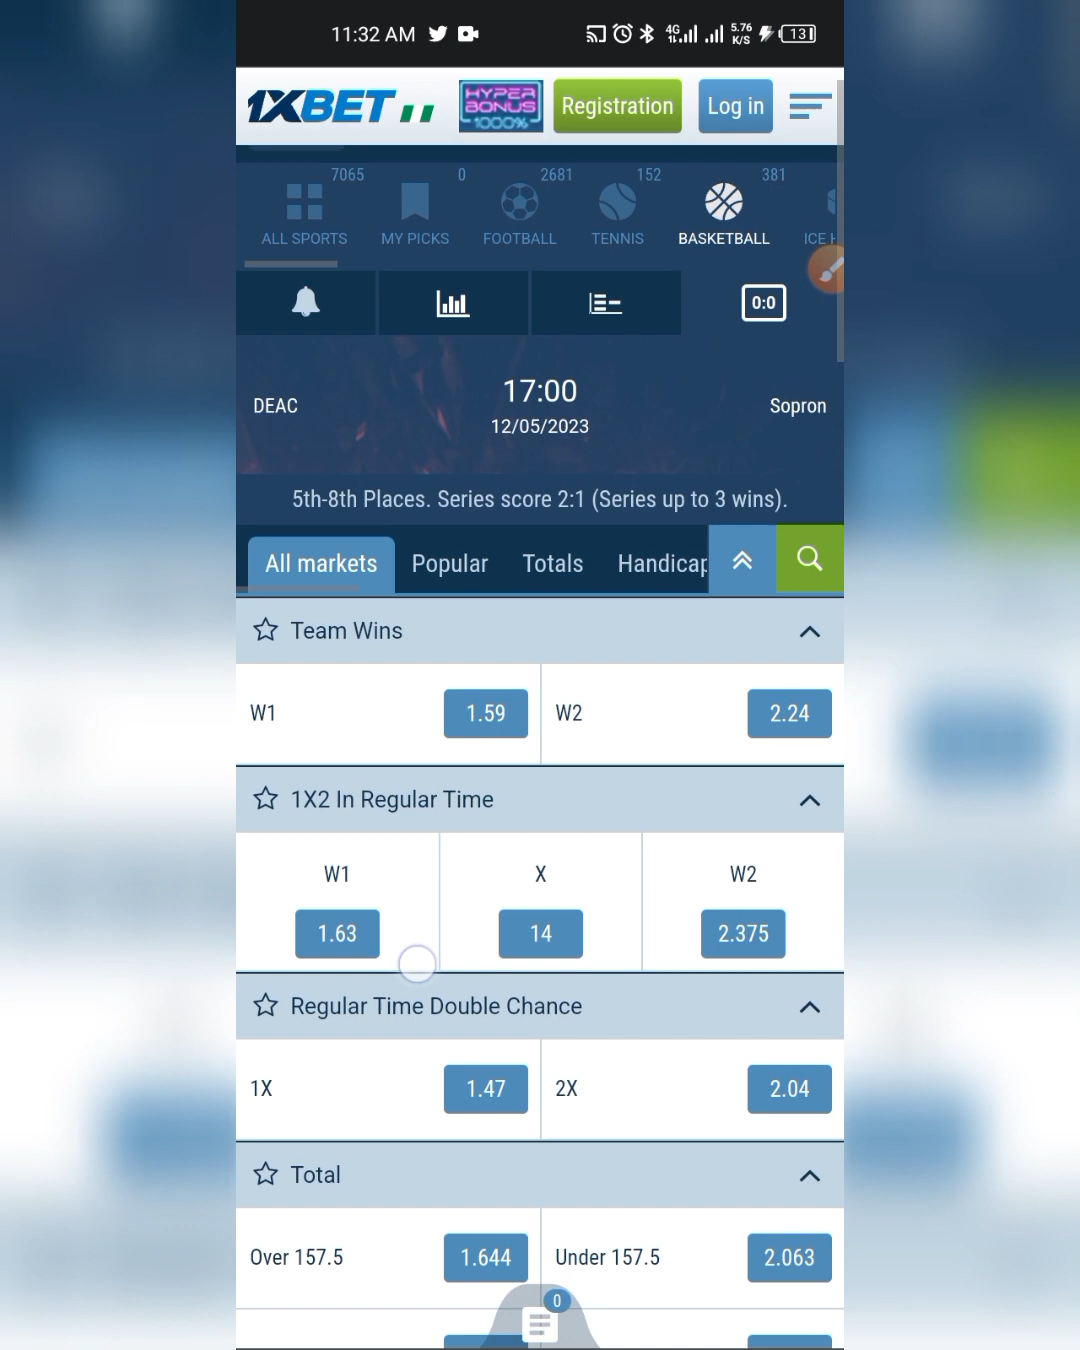 11:32 AM 4G 5.76 K/S 13
1XBET HYPER BONUS 1000% Registration Log in
7065 0 2681 152 381
ALL SPORTS MY PICKS FOOTBALL TENNIS BASKETBALL ICE H
0:0
DEAC 17:00 Sopron
12/05/2023
5th-8th Places. Series score 2:1 (Series up to 3 wins).
All markets Popular Totals Handicap
Team Wins
W1 1.59 W2 2.24
1X2 In Regular Time
W1 X W2
1.63 14 2.375
Regular Time Double Chance
1X 1.47 2X 2.04
Total
Over 157.5 1.644 Under 157.5 2.063
0